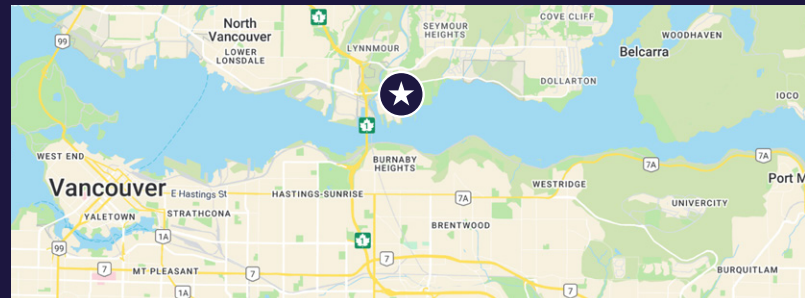 COVE CLIFF
North
Vancouver
1
SEYMOUR
HEIGHTS
WOODHAVEN
99
LYNNMOUR
LOWER
LONSDALE
Belcarra
DOLLARTON
IOCO
1
WEST END
BURNABY
HEIGHTS
7A
7A
Vancouver
E Hastings St
HASTINGS-SUNRISE
7A
WESTRIDGE
Port M
YALETOWN
STRATHCONA
UNIVERCITY
BRENTWOOD
1A
1
99
7
MT PLEASANT
7
7
BURQUITLAM
1A
7